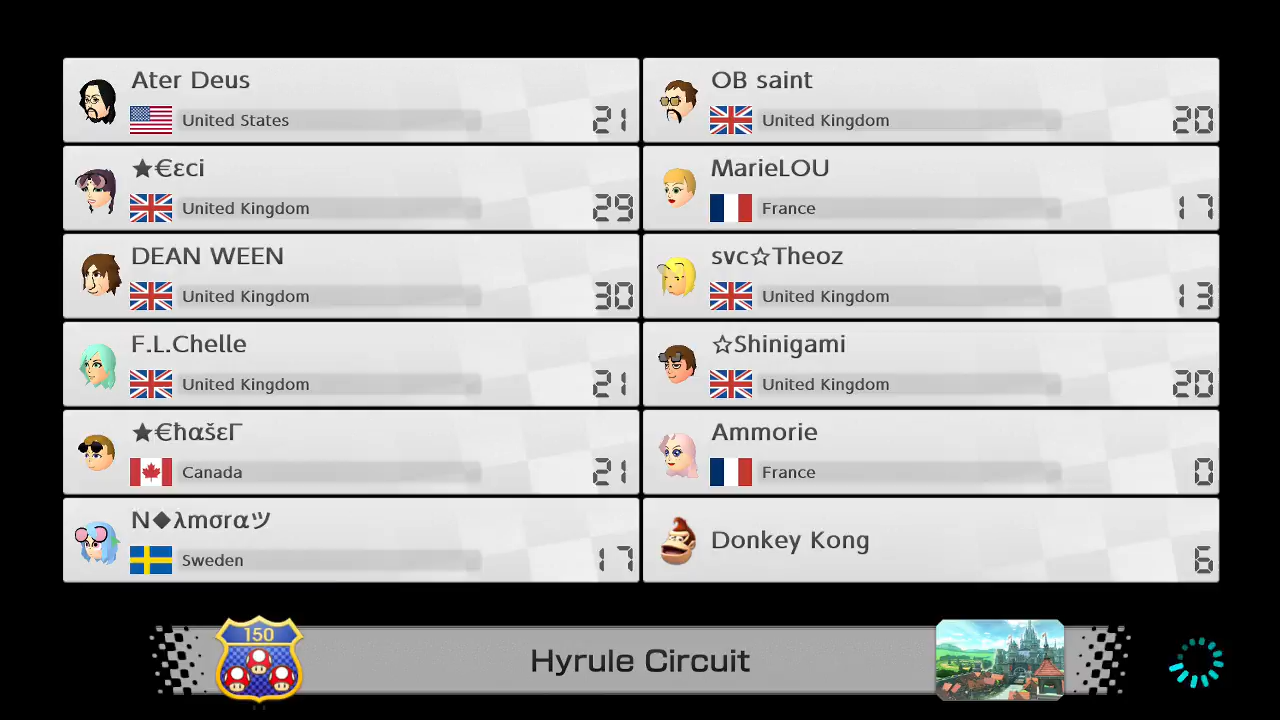 Ater Deus
United States
21
OB saint
United Kingdom
20
★€εci
United Kingdom
29
MarieLOU
France
17
DEAN WEEN
United Kingdom
30
svc☆Theoz
United Kingdom
13
F.L.Chelle
United Kingdom
21
☆Shinigami
United Kingdom
20
★€ħαšεΓ
Canada
21
Ammorie
France
0
N◆λmσrαツ
Sweden
17
Donkey Kong
6
150
Hyrule Circuit